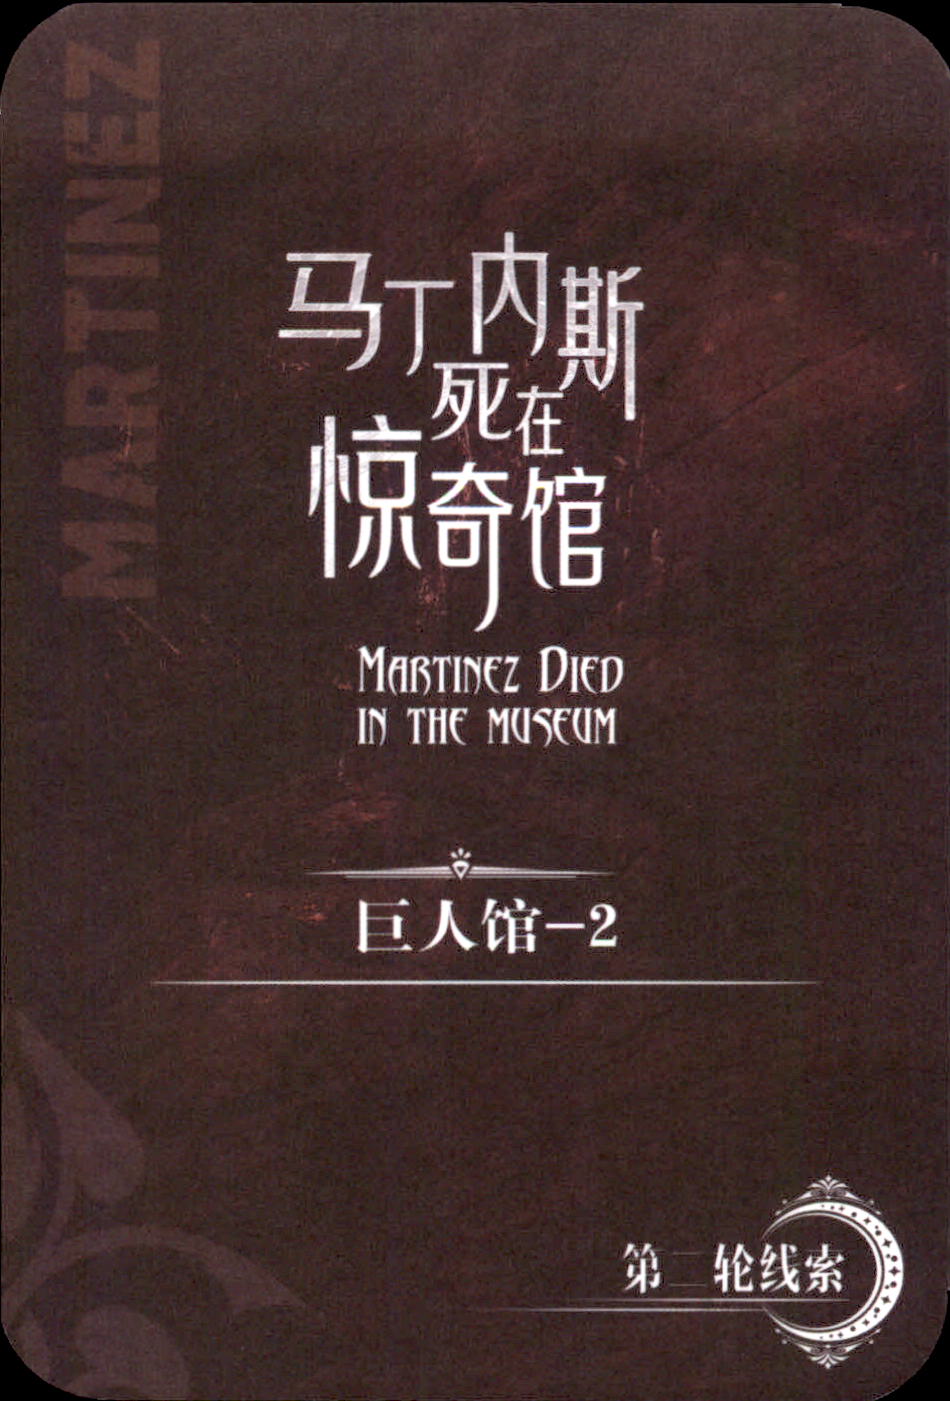 MARTINEZ
马丁内斯
死在
惊奇馆
MARTINEZ DIED
IN THE MUSEUM
巨人馆-2
第二轮线索